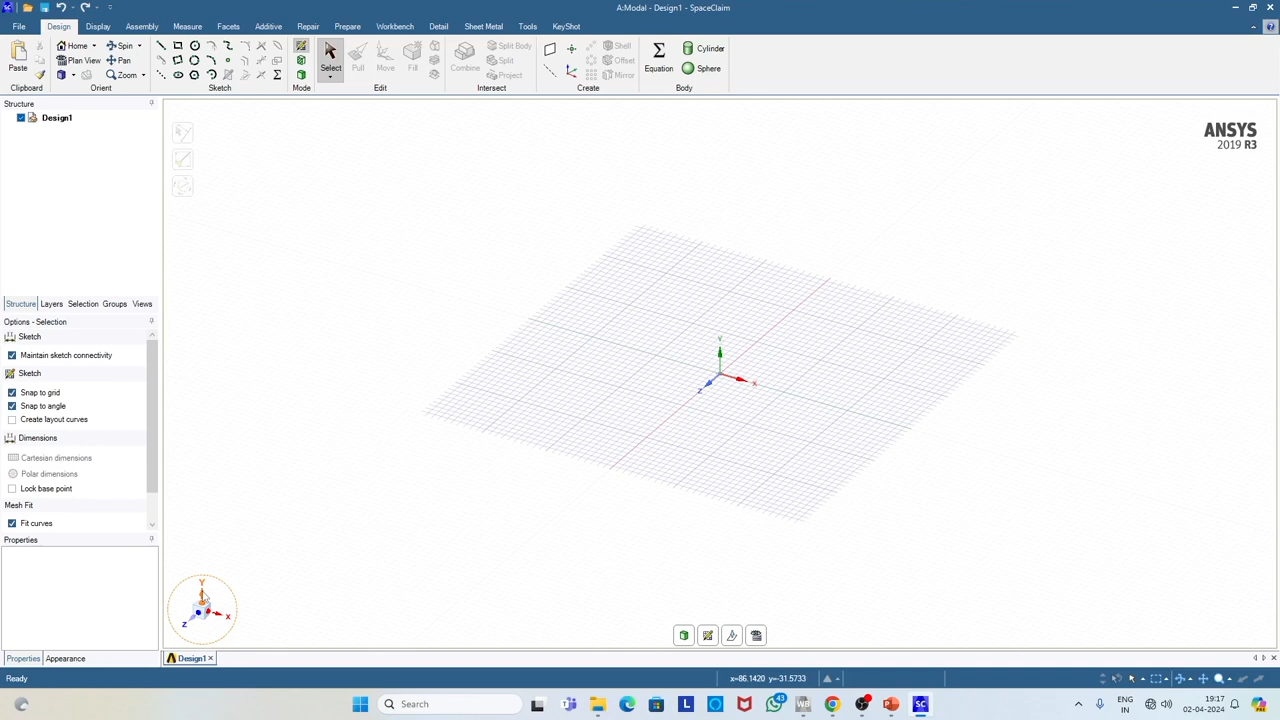 A:Modal - Design1 - SpaceClaim
File Design Display Assembly Measure Facets Repair Prepare Workbench Detail Sheet Metal Tools KeyShot
Home Spin
Plan View Pan
Zoom
Paste
Select Pull Move Fill
Combine
Split Body
Split
Project
Shell
Offset
Mirror
Equation
Cylinder
Sphere
Clipboard Orient Sketch Mode Edit Intersect Create Body
Structure
Design1
ANSYS
2019 R3
Y
X
Z
Structure Layers Selection Groups Views
Options - Selection
Sketch
Maintain sketch connectivity
Sketch
Snap to grid
Snap to angle
Create layout curves
Dimensions
Cartesian dimensions
Polar dimensions
Lock base point
Mesh Fit
Fit curves
Properties
Y
X
Z
Properties Appearance
Design1
Ready
x=86.1420 y=-31.5733
Search
43
WB
SC
ENG
IN
19:17
02-04-2024